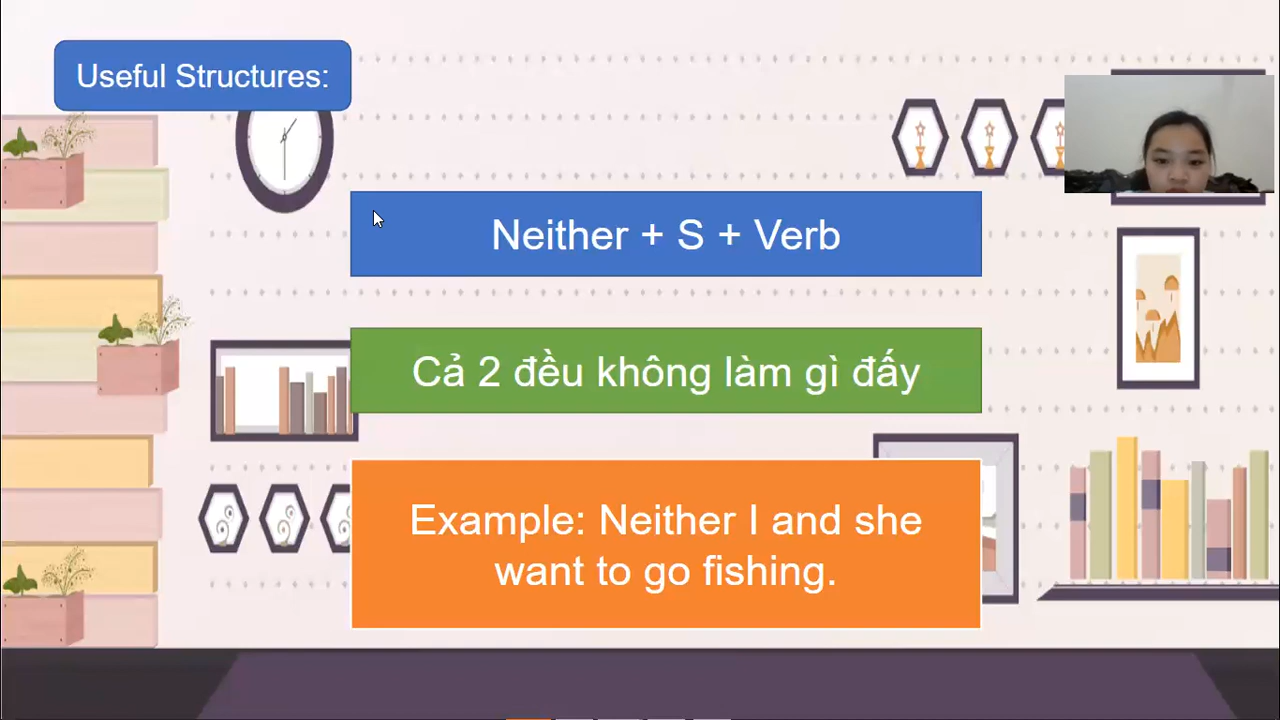 Useful Structures:
Neither + S + Verb
Cả 2 đều không làm gì đấy
Example: Neither I and she
want to go fishing.